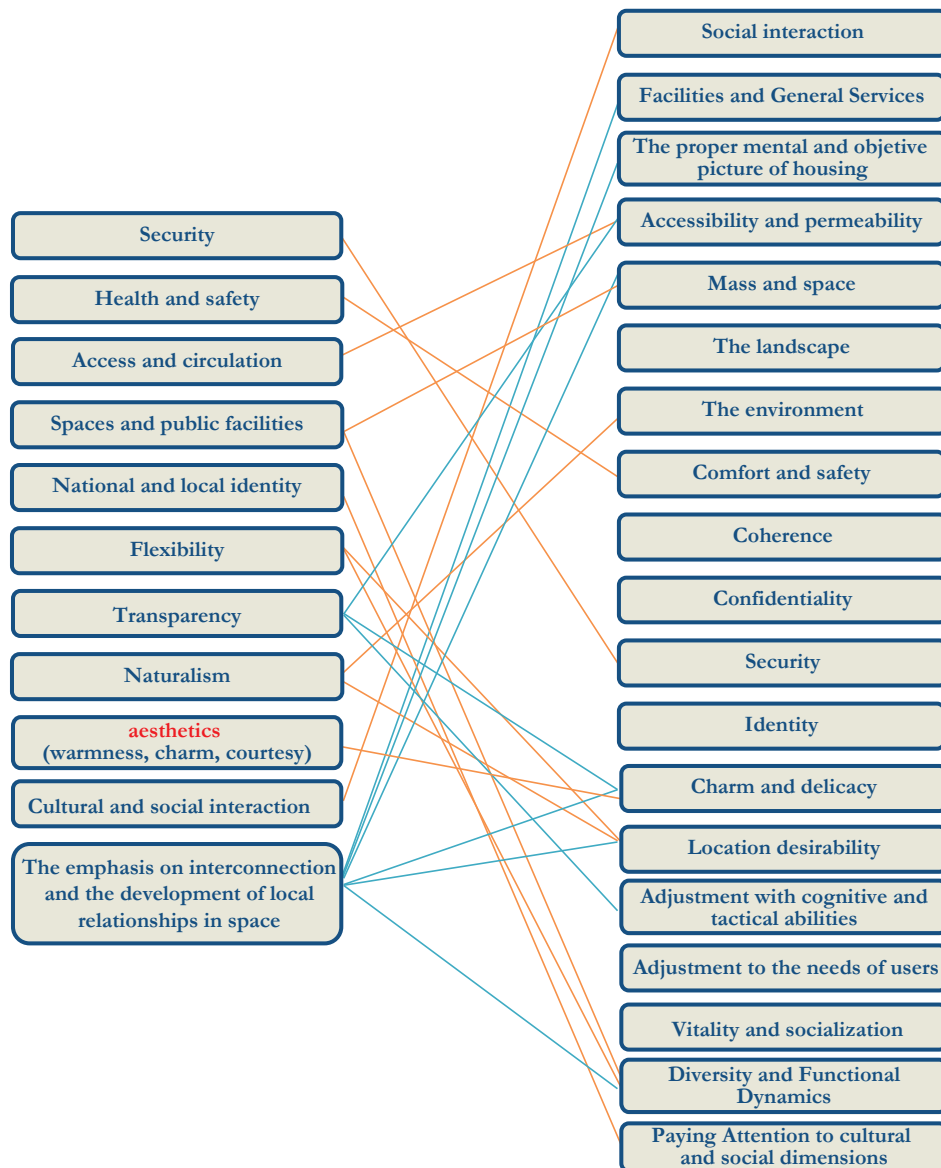 Social interaction
Facilities and General Services
The proper mental and objetive
picture of housing
Accessibility and permeability
Mass and space
The landscape
The environment
Comfort and safety
Coherence
Confidentiality
Security
Identity
Charm and delicacy
Location desirability
Adjustment with cognitive and
tactical abilities
Adjustment to the needs of users
Vitality and socialization
Diversity and Functional
Dynamics
Paying Attention to cultural
and social dimensions
Security
Health and safety
Access and circulation
Spaces and public facilities
National and local identity
Flexibility
Transparency
Naturalism
aesthetics
(warmness, charm, courtesy)
Cultural and social interaction
The emphasis on interconnection
and the development of local
relationships in space